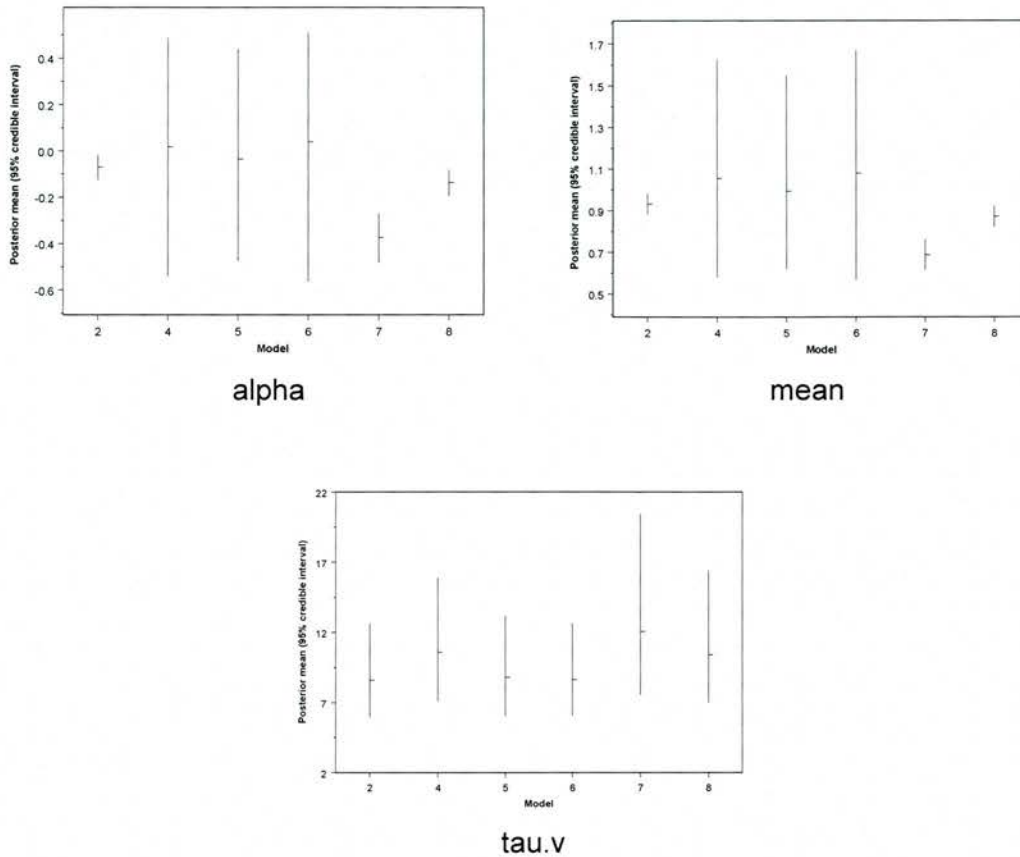 Posterior mean (95% credible interval)
0.4
0.2
0.0
-0.2
-0.4
-0.6
2 4 5 6 7 8
Model
alpha
Posterior mean (95% credible interval)
1.7
1.5
1.3
1.1
0.9
0.7
0.5
2 4 5 6 7 8
Model
mean
Posterior mean (95% credible interval)
22
17
12
7
2
2 4 5 6 7 8
Model
tau.v